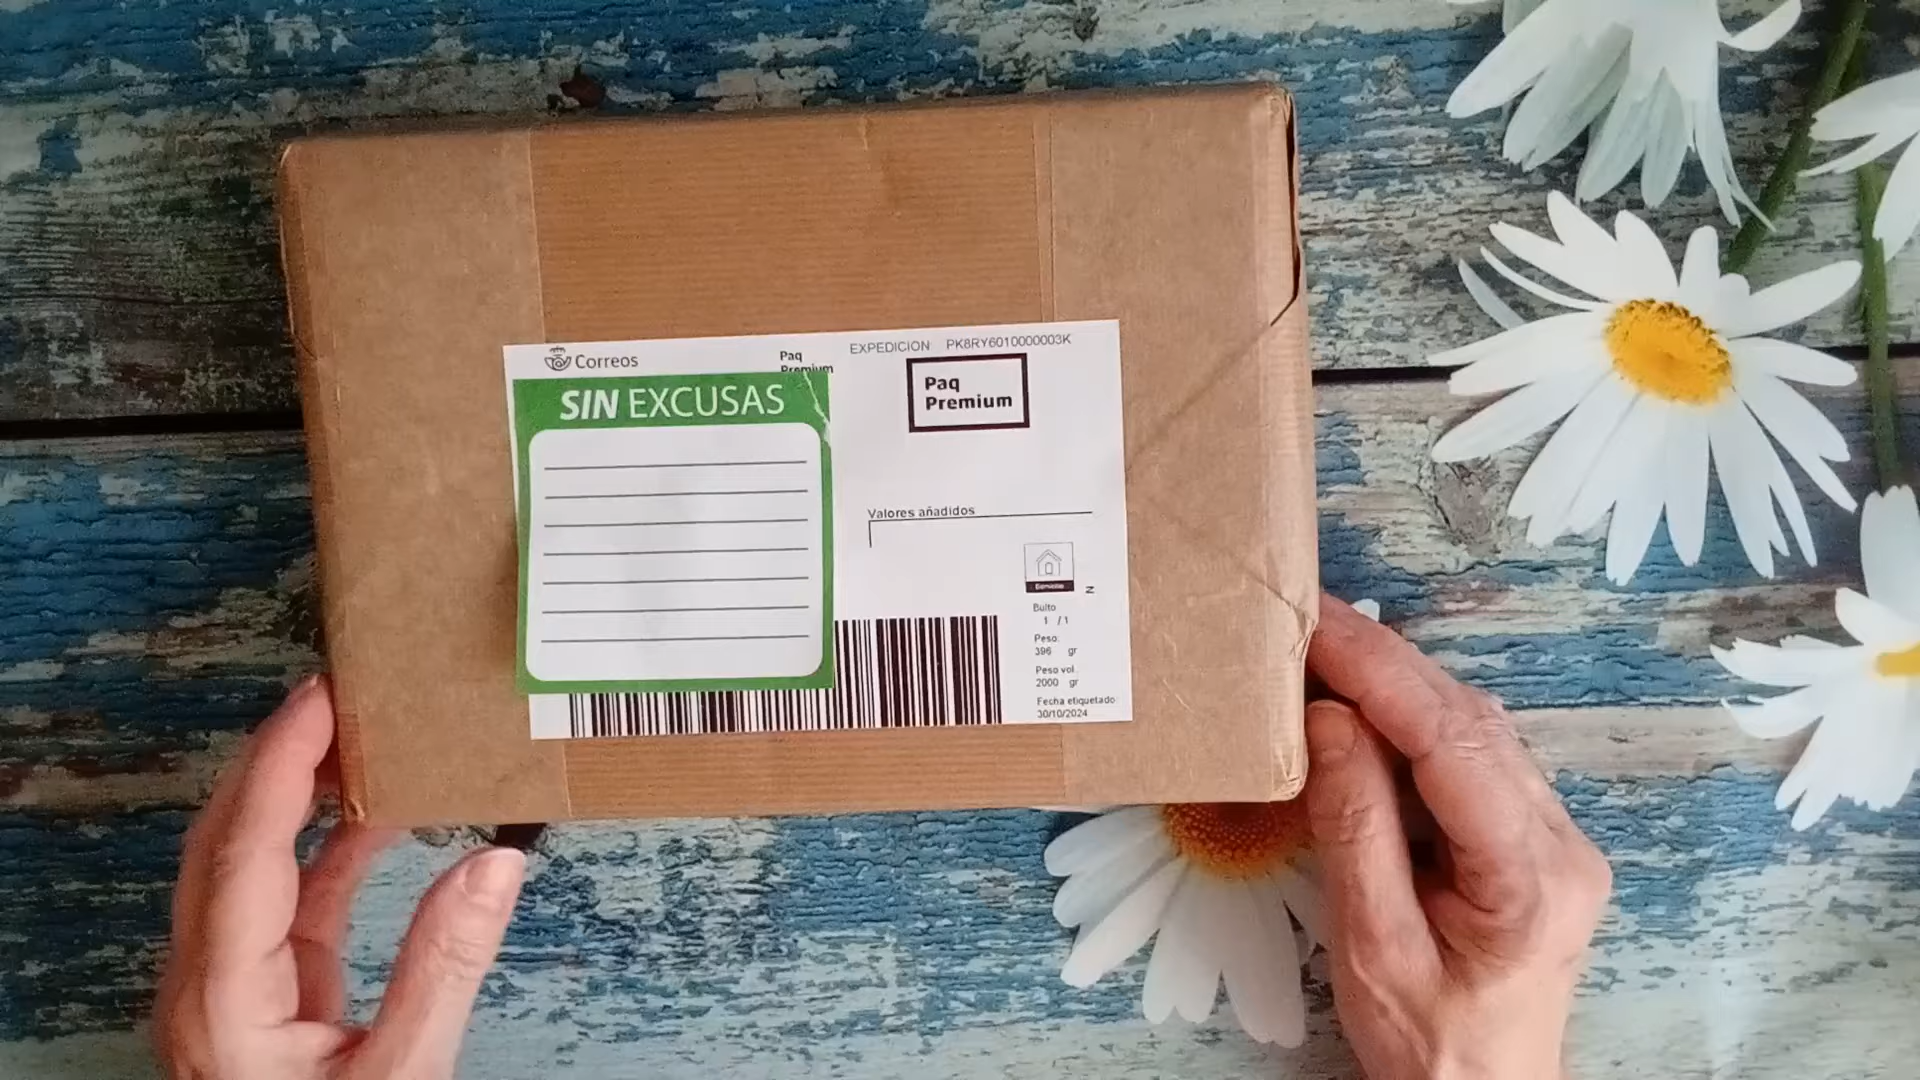 Correos
Paq
Premium
EXPEDICION PK8RY6010000003K
Paq
Premium
SIN EXCUSAS
Valores añadidos
Domicilio
N
Bulto
1 / 1
Peso:
396 gr
Peso vol.
2000 gr
Fecha etiquetado:
30/10/2024